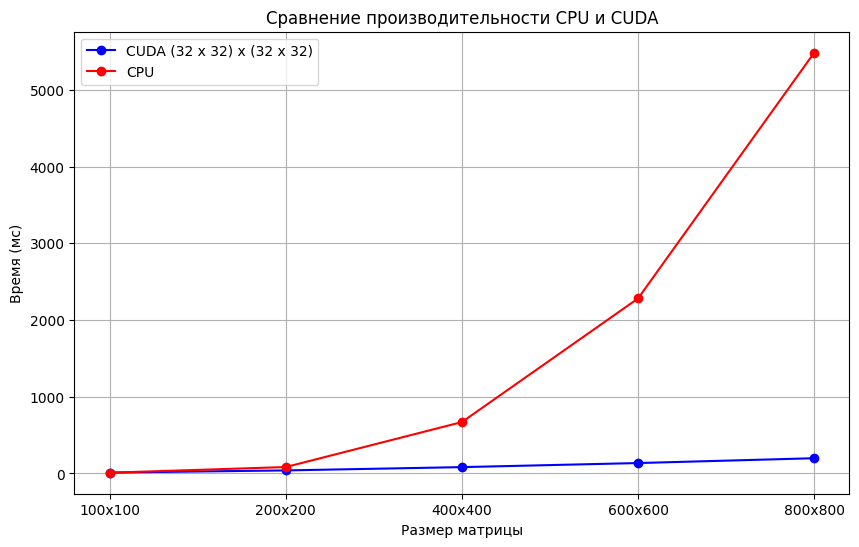 Сравнение производительности CPU и CUDA
CUDA (32 x 32) x (32 x 32)
CPU
Время (мс)
5000
4000
3000
2000
1000
0
100x100
200x200
400x400
600x600
800x800
Размер матрицы